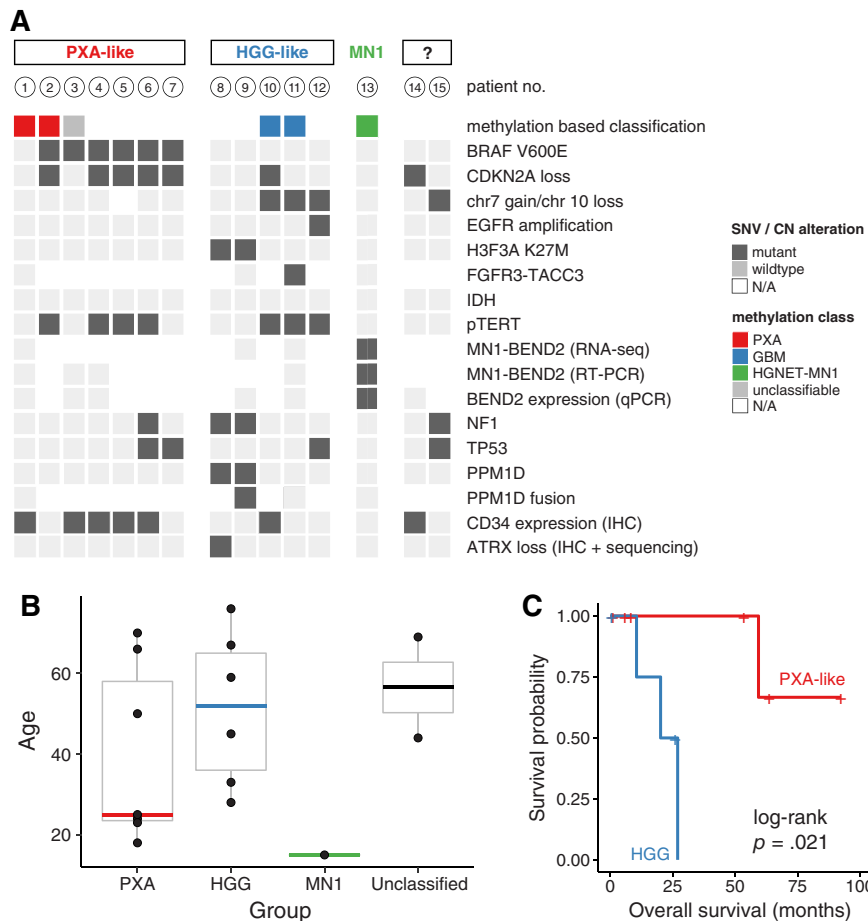 A
PXA-like HGG-like MN1 ?
1 2 3 4 5 6 7 8 9 10 11 12 13 14 15 patient no.
methylation based classification
BRAF V600E
CDKN2A loss
chr7 gain/chr 10 loss
EGFR amplification
H3F3A K27M
FGFR3-TACC3
IDH
pTERT
MN1-BEND2 (RNA-seq)
MN1-BEND2 (RT-PCR)
BEND2 expression (qPCR)
NF1
TP53
PPM1D
PPM1D fusion
CD34 expression (IHC)
ATRX loss (IHC + sequencing)
SNV / CN alteration
mutant
wildtype
N/A
methylation class
PXA
GBM
HGNET-MN1
unclassifiable
N/A
B
Age
60
40
20
PXA HGG MN1 Unclassified
Group
C
Survival probability
1.00
0.75
0.50
0.25
0.00
PXA-like
HGG
log-rank
p = .021
0 25 50 75 100
Overall survival (months)